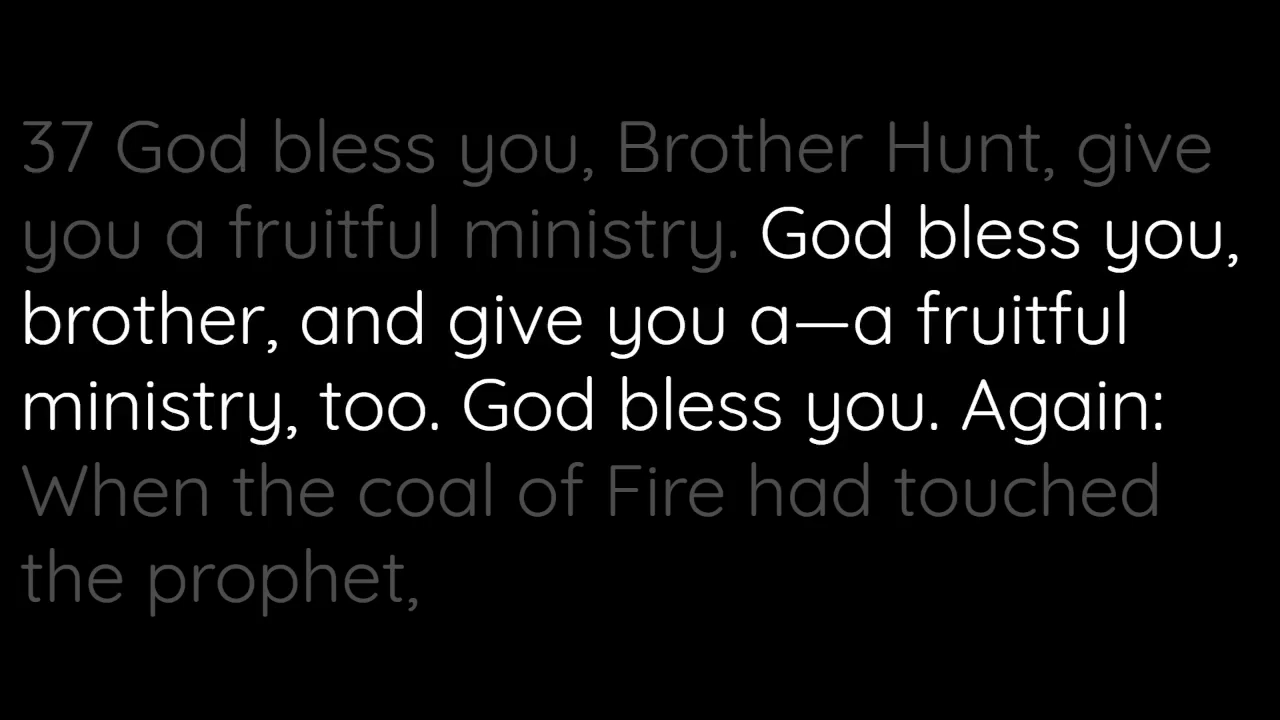 37 God bless you, Brother Hunt, give
you a fruitful ministry. God bless you,
brother, and give you a—a fruitful
ministry, too. God bless you. Again:
When the coal of Fire had touched
the prophet,